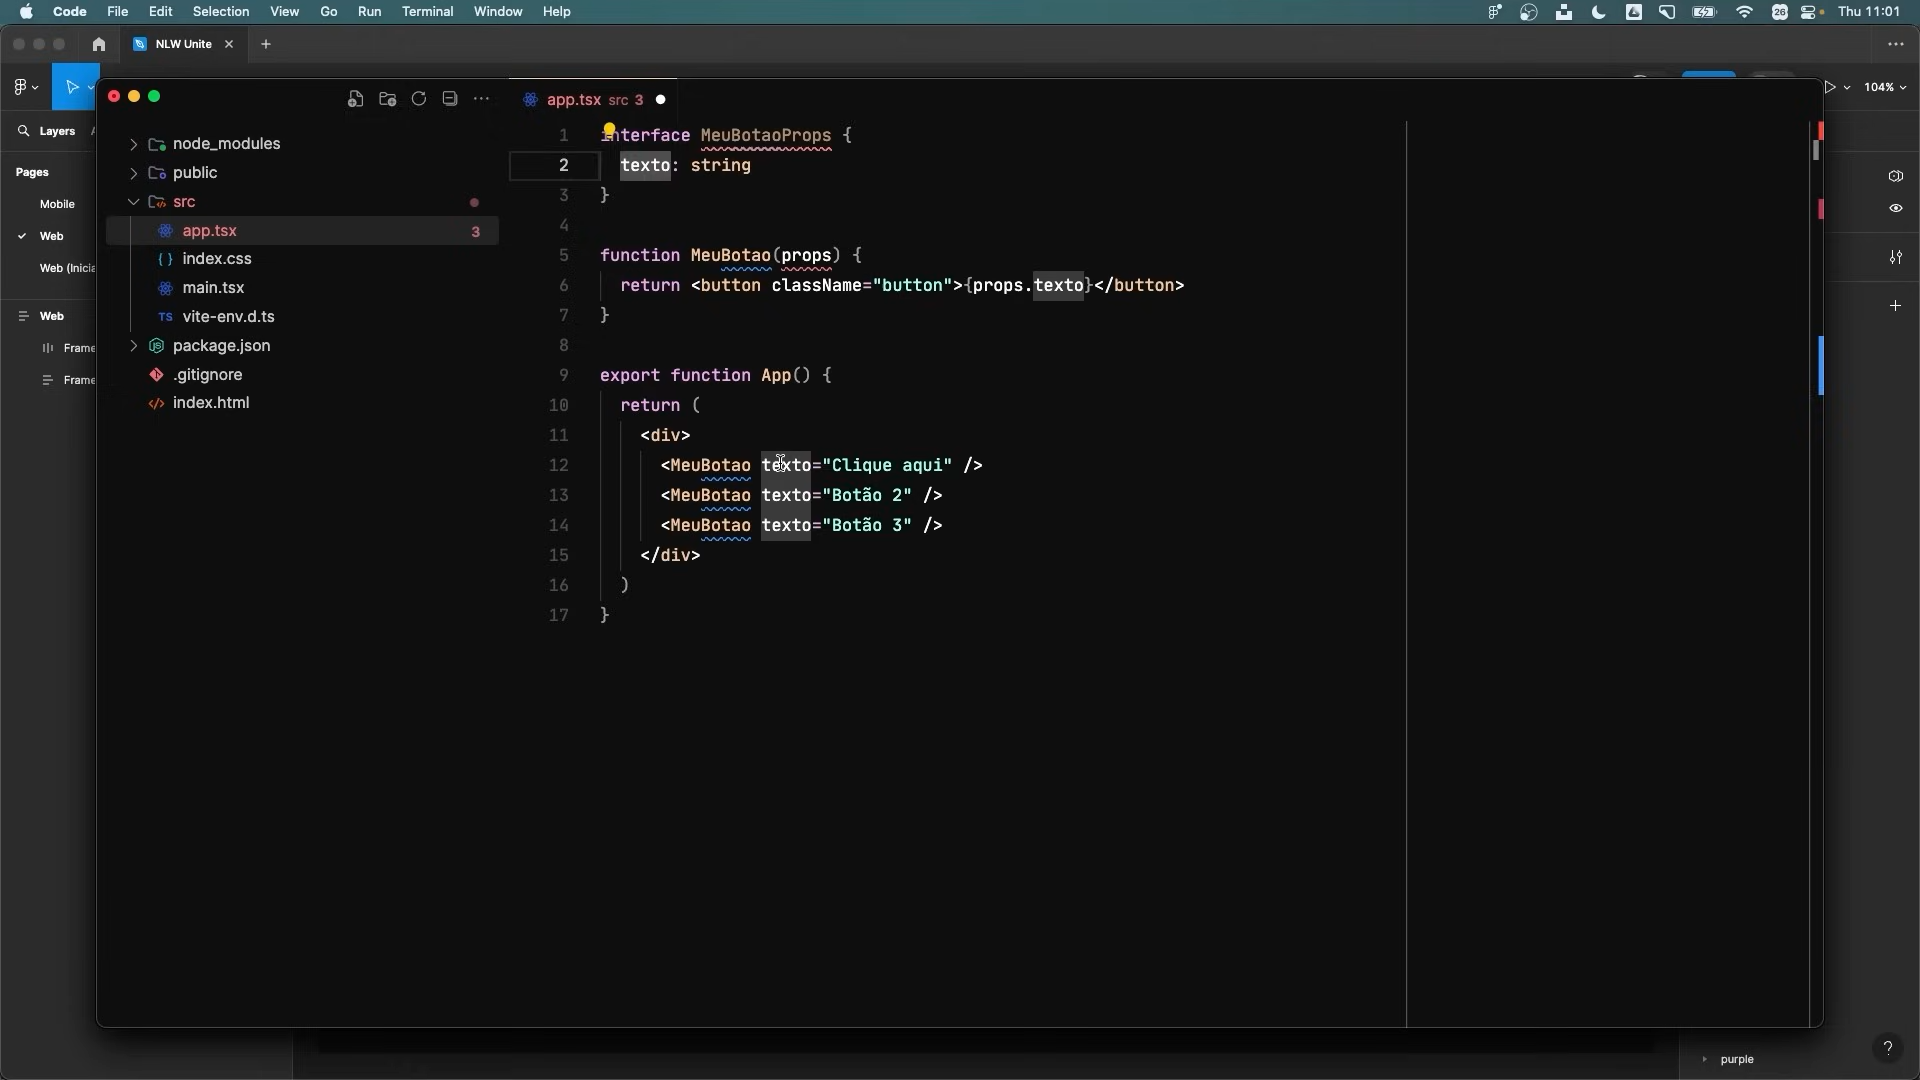 Code File Edit Selection View Go Run Terminal Window Help 26 Thu 11:01
NLW Unite
104%
Layers
Pages
Mobile
Web
Web (Inicia
Web
Frame
Frame
node_modules
public
src
app.tsx 3
index.css
main.tsx
TS vite-env.d.ts
package.json
.gitignore
index.html
app.tsx src 3
1 interface MeuBotaoProps {
2 texto: string
3 }
4
5 function MeuBotao(props) {
6 return <button className="button">{props.texto}</button>
7 }
8
9 export function App() {
10 return (
11 <div>
12 <MeuBotao texto="Clique aqui" />
13 <MeuBotao texto="Botão 2" />
14 <MeuBotao texto="Botão 3" />
15 </div>
16 )
17 }
purple
?